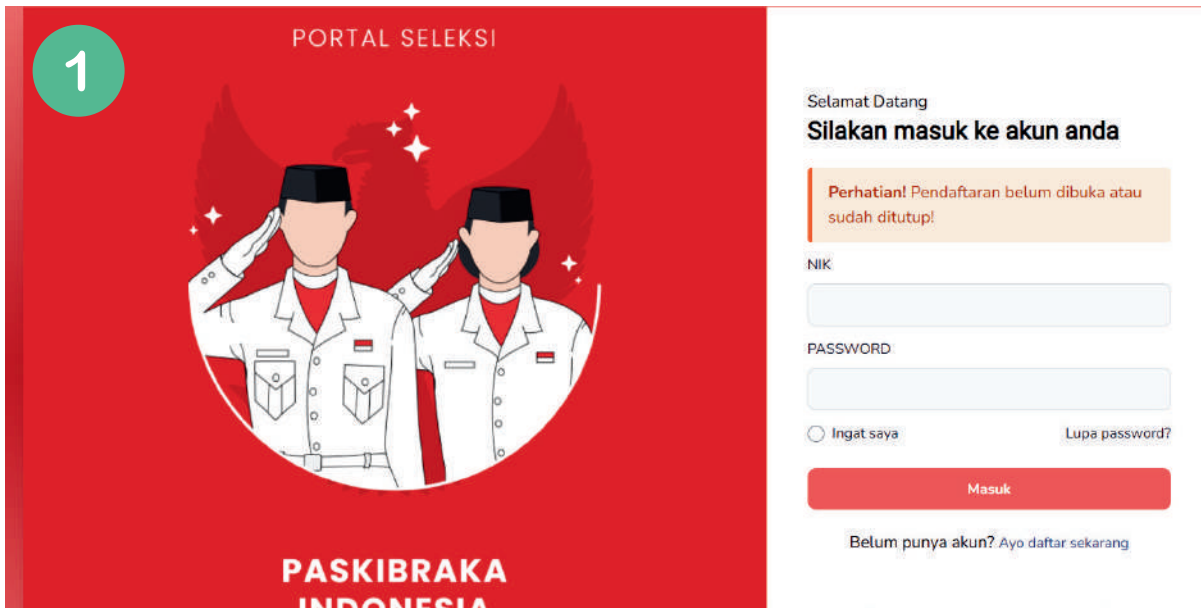 1
PORTAL SELEKSI
PASKIBRAKA
INDONESIA
Selamat Datang
Silakan masuk ke akun anda
Perhatian! Pendaftaran belum dibuka atau
sudah ditutup!
NIK
PASSWORD
Ingat saya
Lupa password?
Masuk
Belum punya akun? Ayo daftar sekarang